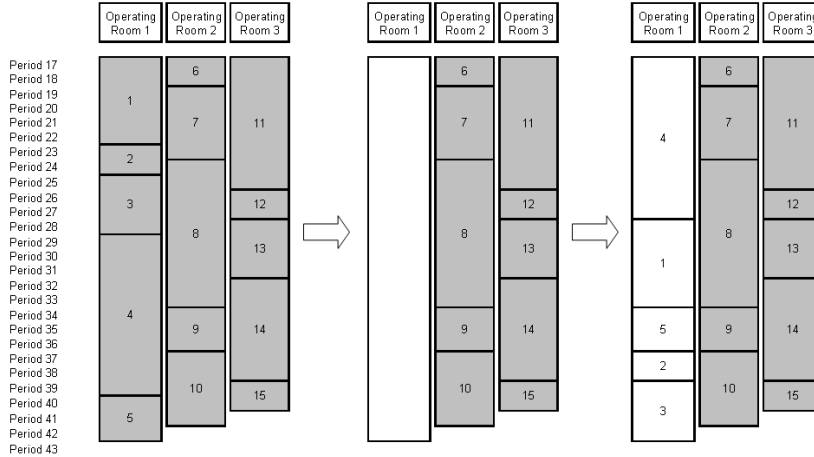 Operating Room 1
Operating Room 2
Operating Room 3
Operating Room 1
Operating Room 2
Operating Room 3
Operating Room 1
Operating Room 2
Operating Room 3
Period 17
Period 18
Period 19
Period 20
Period 21
Period 22
Period 23
Period 24
Period 25
Period 26
Period 27
Period 28
Period 29
Period 30
Period 31
Period 32
Period 33
Period 34
Period 35
Period 36
Period 37
Period 38
Period 39
Period 40
Period 41
Period 42
Period 43
1
2
3
4
5
6
7
8
9
10
11
12
13
14
15
6
7
8
9
10
11
12
13
14
15
4
1
5
2
3
6
7
8
9
10
11
12
13
14
15